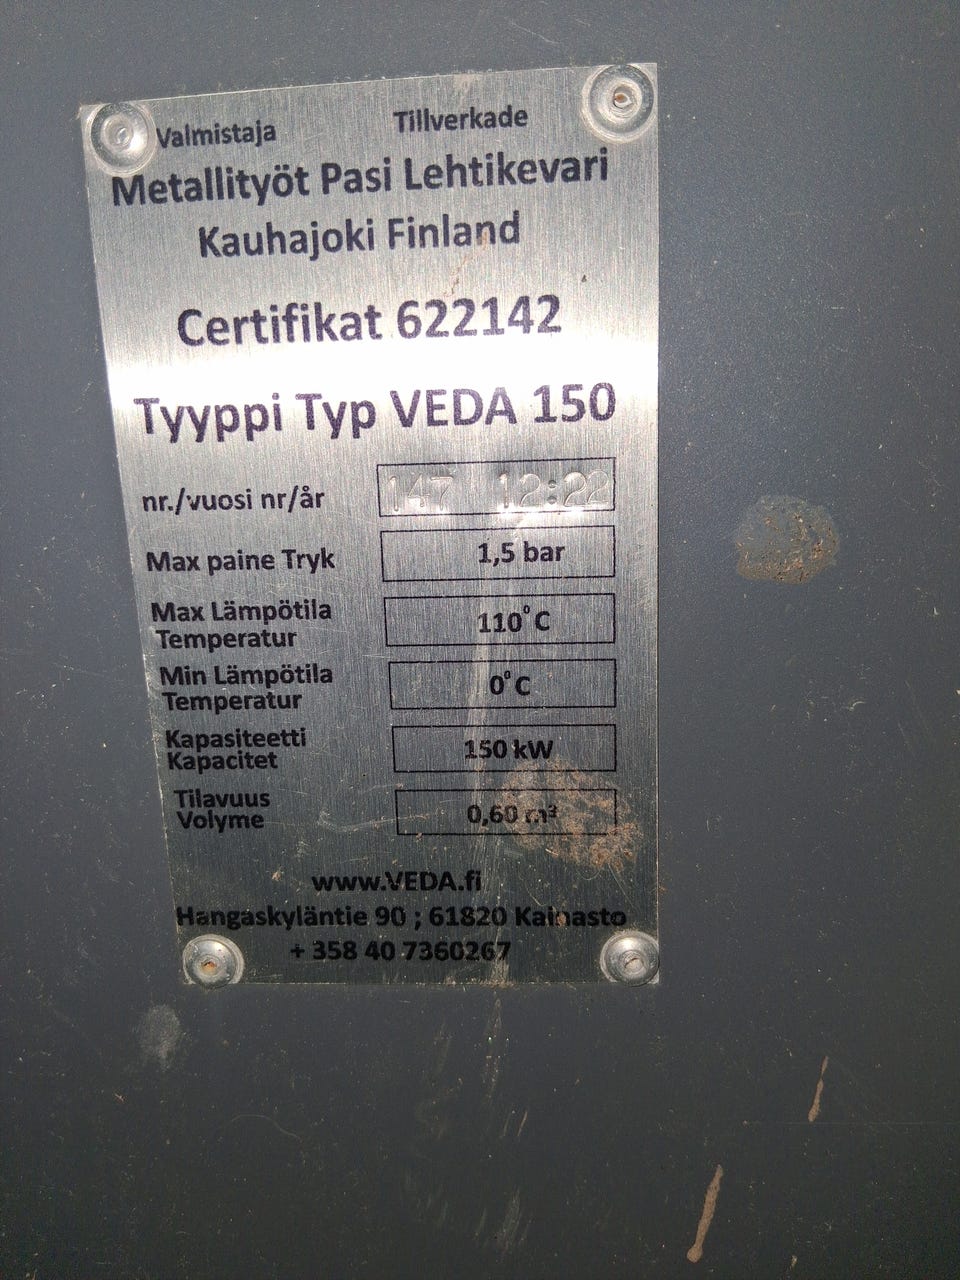 Valmistaja Tillverkade
Metallityöt Pasi Lehtikevari
Kauhajoki Finland
Certifikat 622142
Tyyppi Typ VEDA 150
nr./vuosi nr/år 147 12:22
Max paine Tryk 1,5 bar
Max Lämpötila
Temperatur 110°C
Min Lämpötila
Temperatur 0°C
Kapasiteetti
Kapacitet 150 kW
Tilavuus
Volyme 0,60 m³
www.VEDA.fi
Hangaskyläntie 90 ; 61820 Kainasto
+ 358 40 7360267